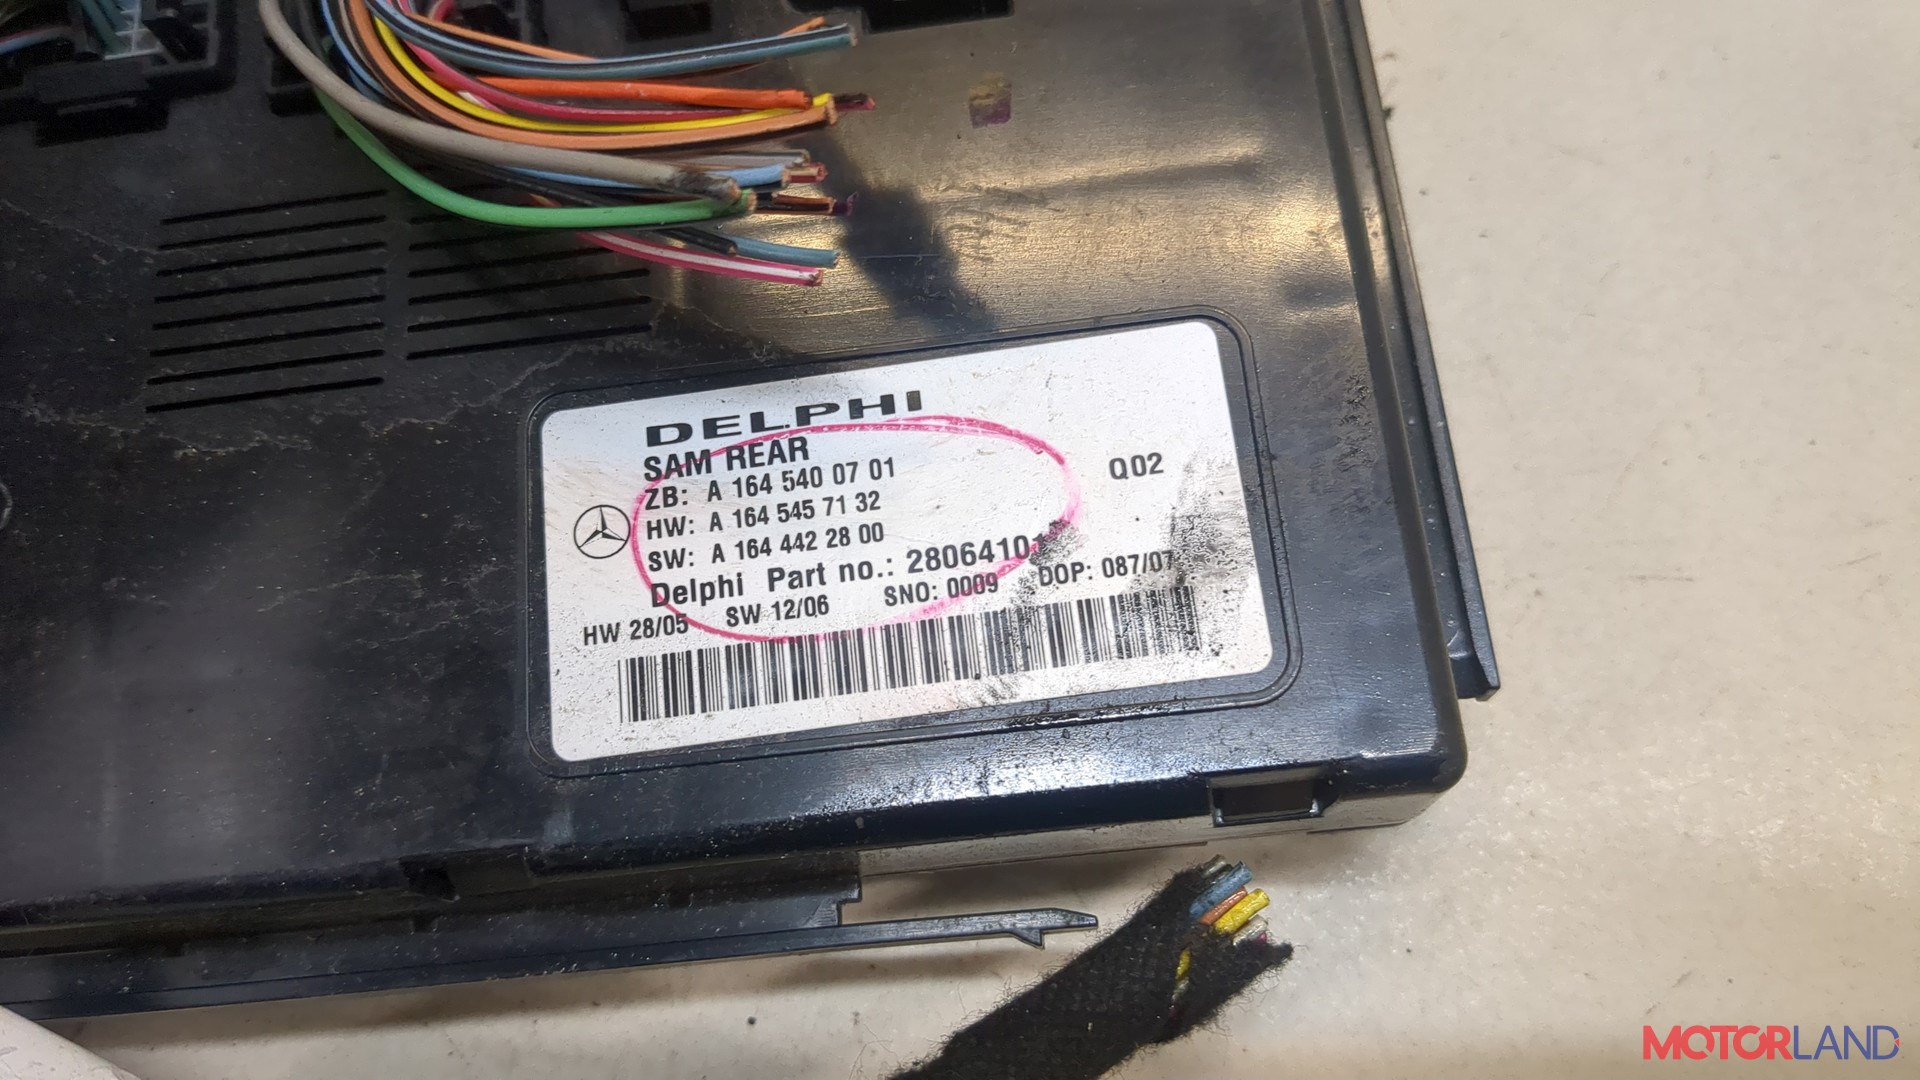 DELPHI
SAM REAR
ZB: A 164 540 07 01
Q02
HW: A 164 545 71 32
SW: A 164 442 28 00
Delphi Part no.: 28064101
HW 28/05 SW 12/06 SNO: 0009 DOP: 087/07
MOTORLAND